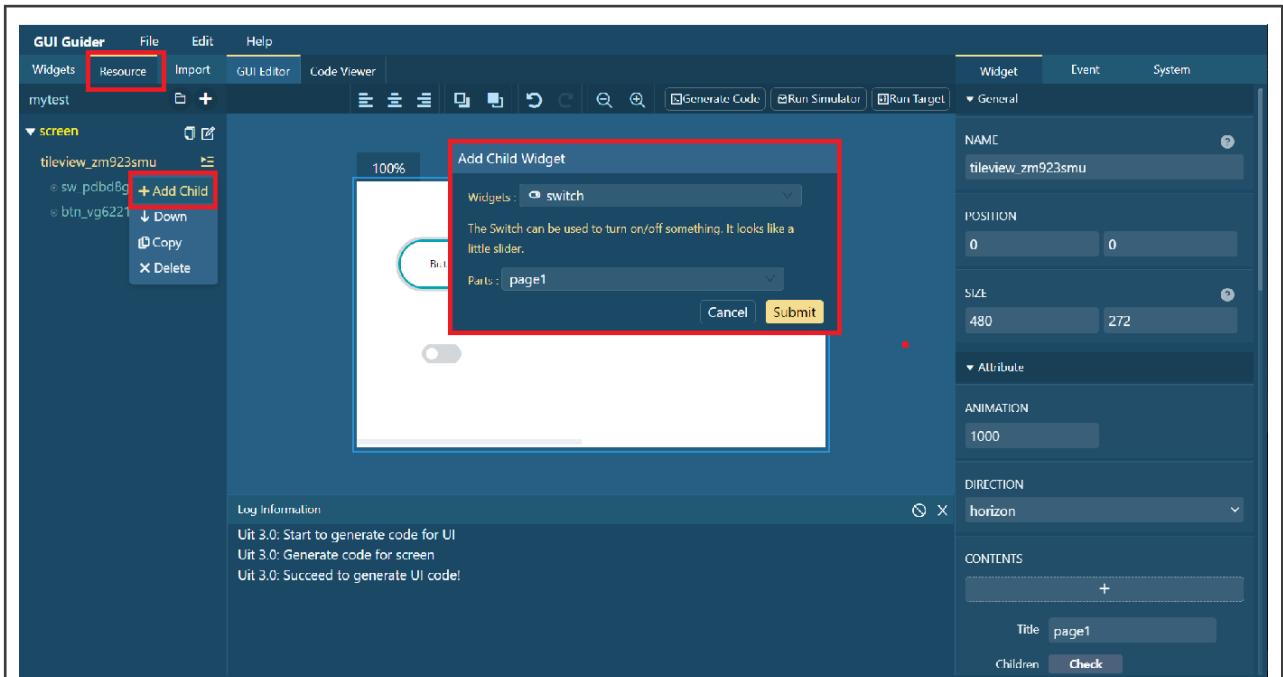 GUI Guider File Edit Help
Widgets Resource Import GUI Editor Code Viewer Widget Event System
mytest Generate Code Run Simulator Run Target General
screen
NAME
tileview_zm923smu
tileview_zm923smu
sw_pdbd8g
btn_vg6221
+ Add Child
Down
Copy
Delete
100%
Add Child Widget
Widgets : switch
The Switch can be used to turn on/off something. It looks like a
little slider.
Parts : page1
Cancel Submit
But
POSITION
0 0
SIZE
480 272
Attribute
ANIMATION
1000
DIRECTION
horizon
CONTENTS
+
Title page1
Children Check
Log Information
Uit 3.0: Start to generate code for UI
Uit 3.0: Generate code for screen
Uit 3.0: Succeed to generate UI code!